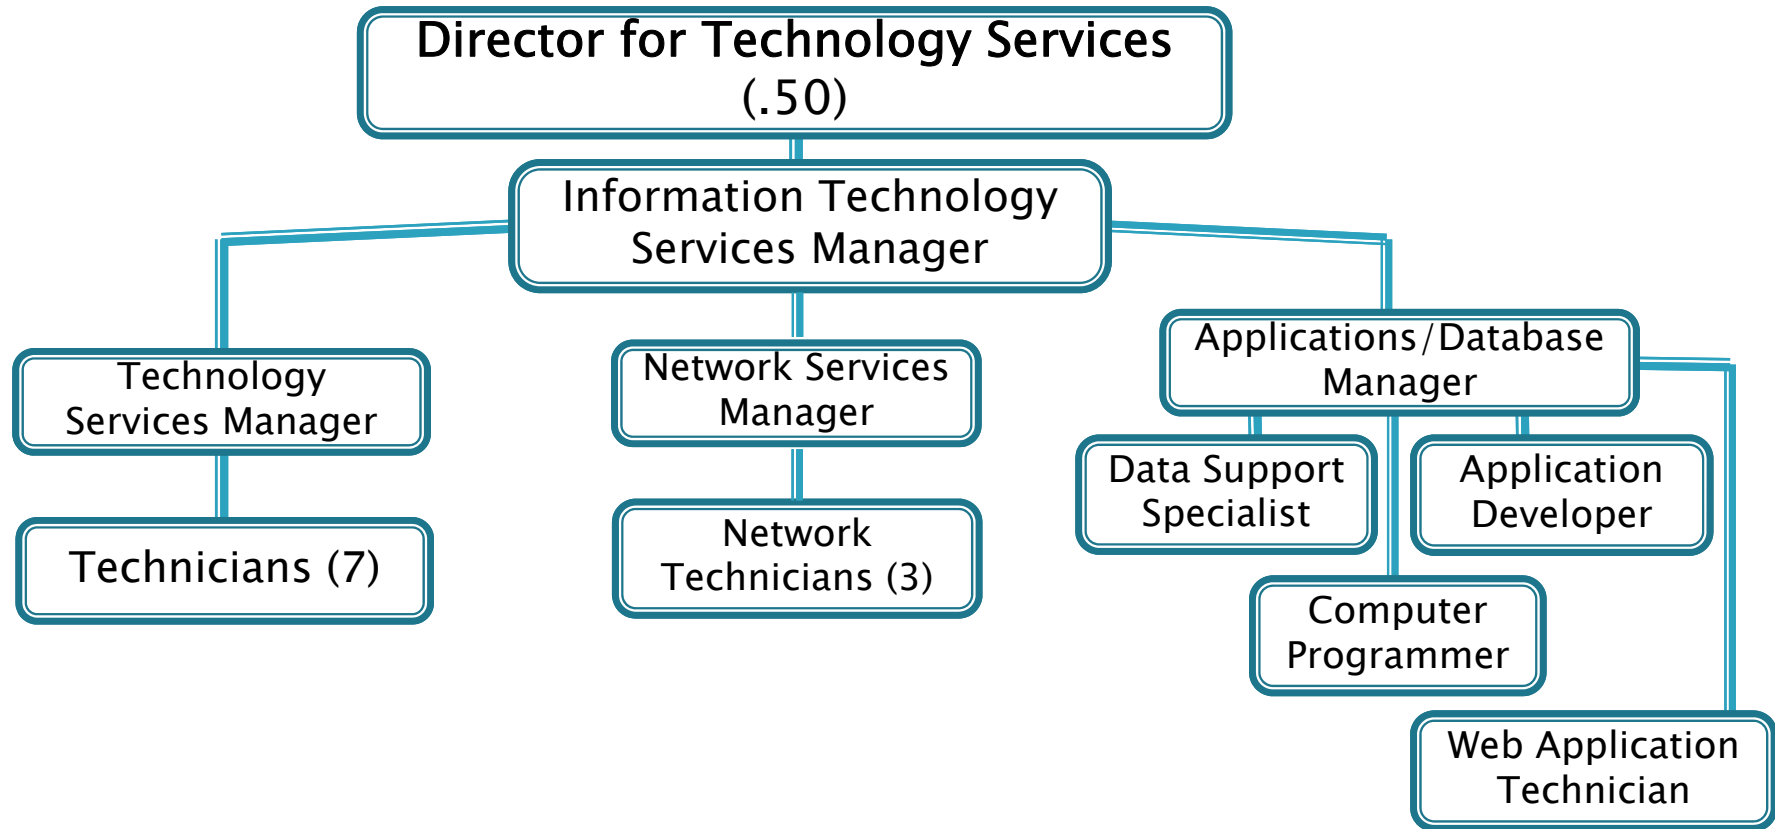 Director for Technology Services
(.50)
Information Technology
Services Manager
Technology
Services Manager
Technicians (7)
Network Services
Manager
Network
Technicians (3)
Applications/Database
Manager
Data Support
Specialist
Application
Developer
Computer
Programmer
Web Application
Technician